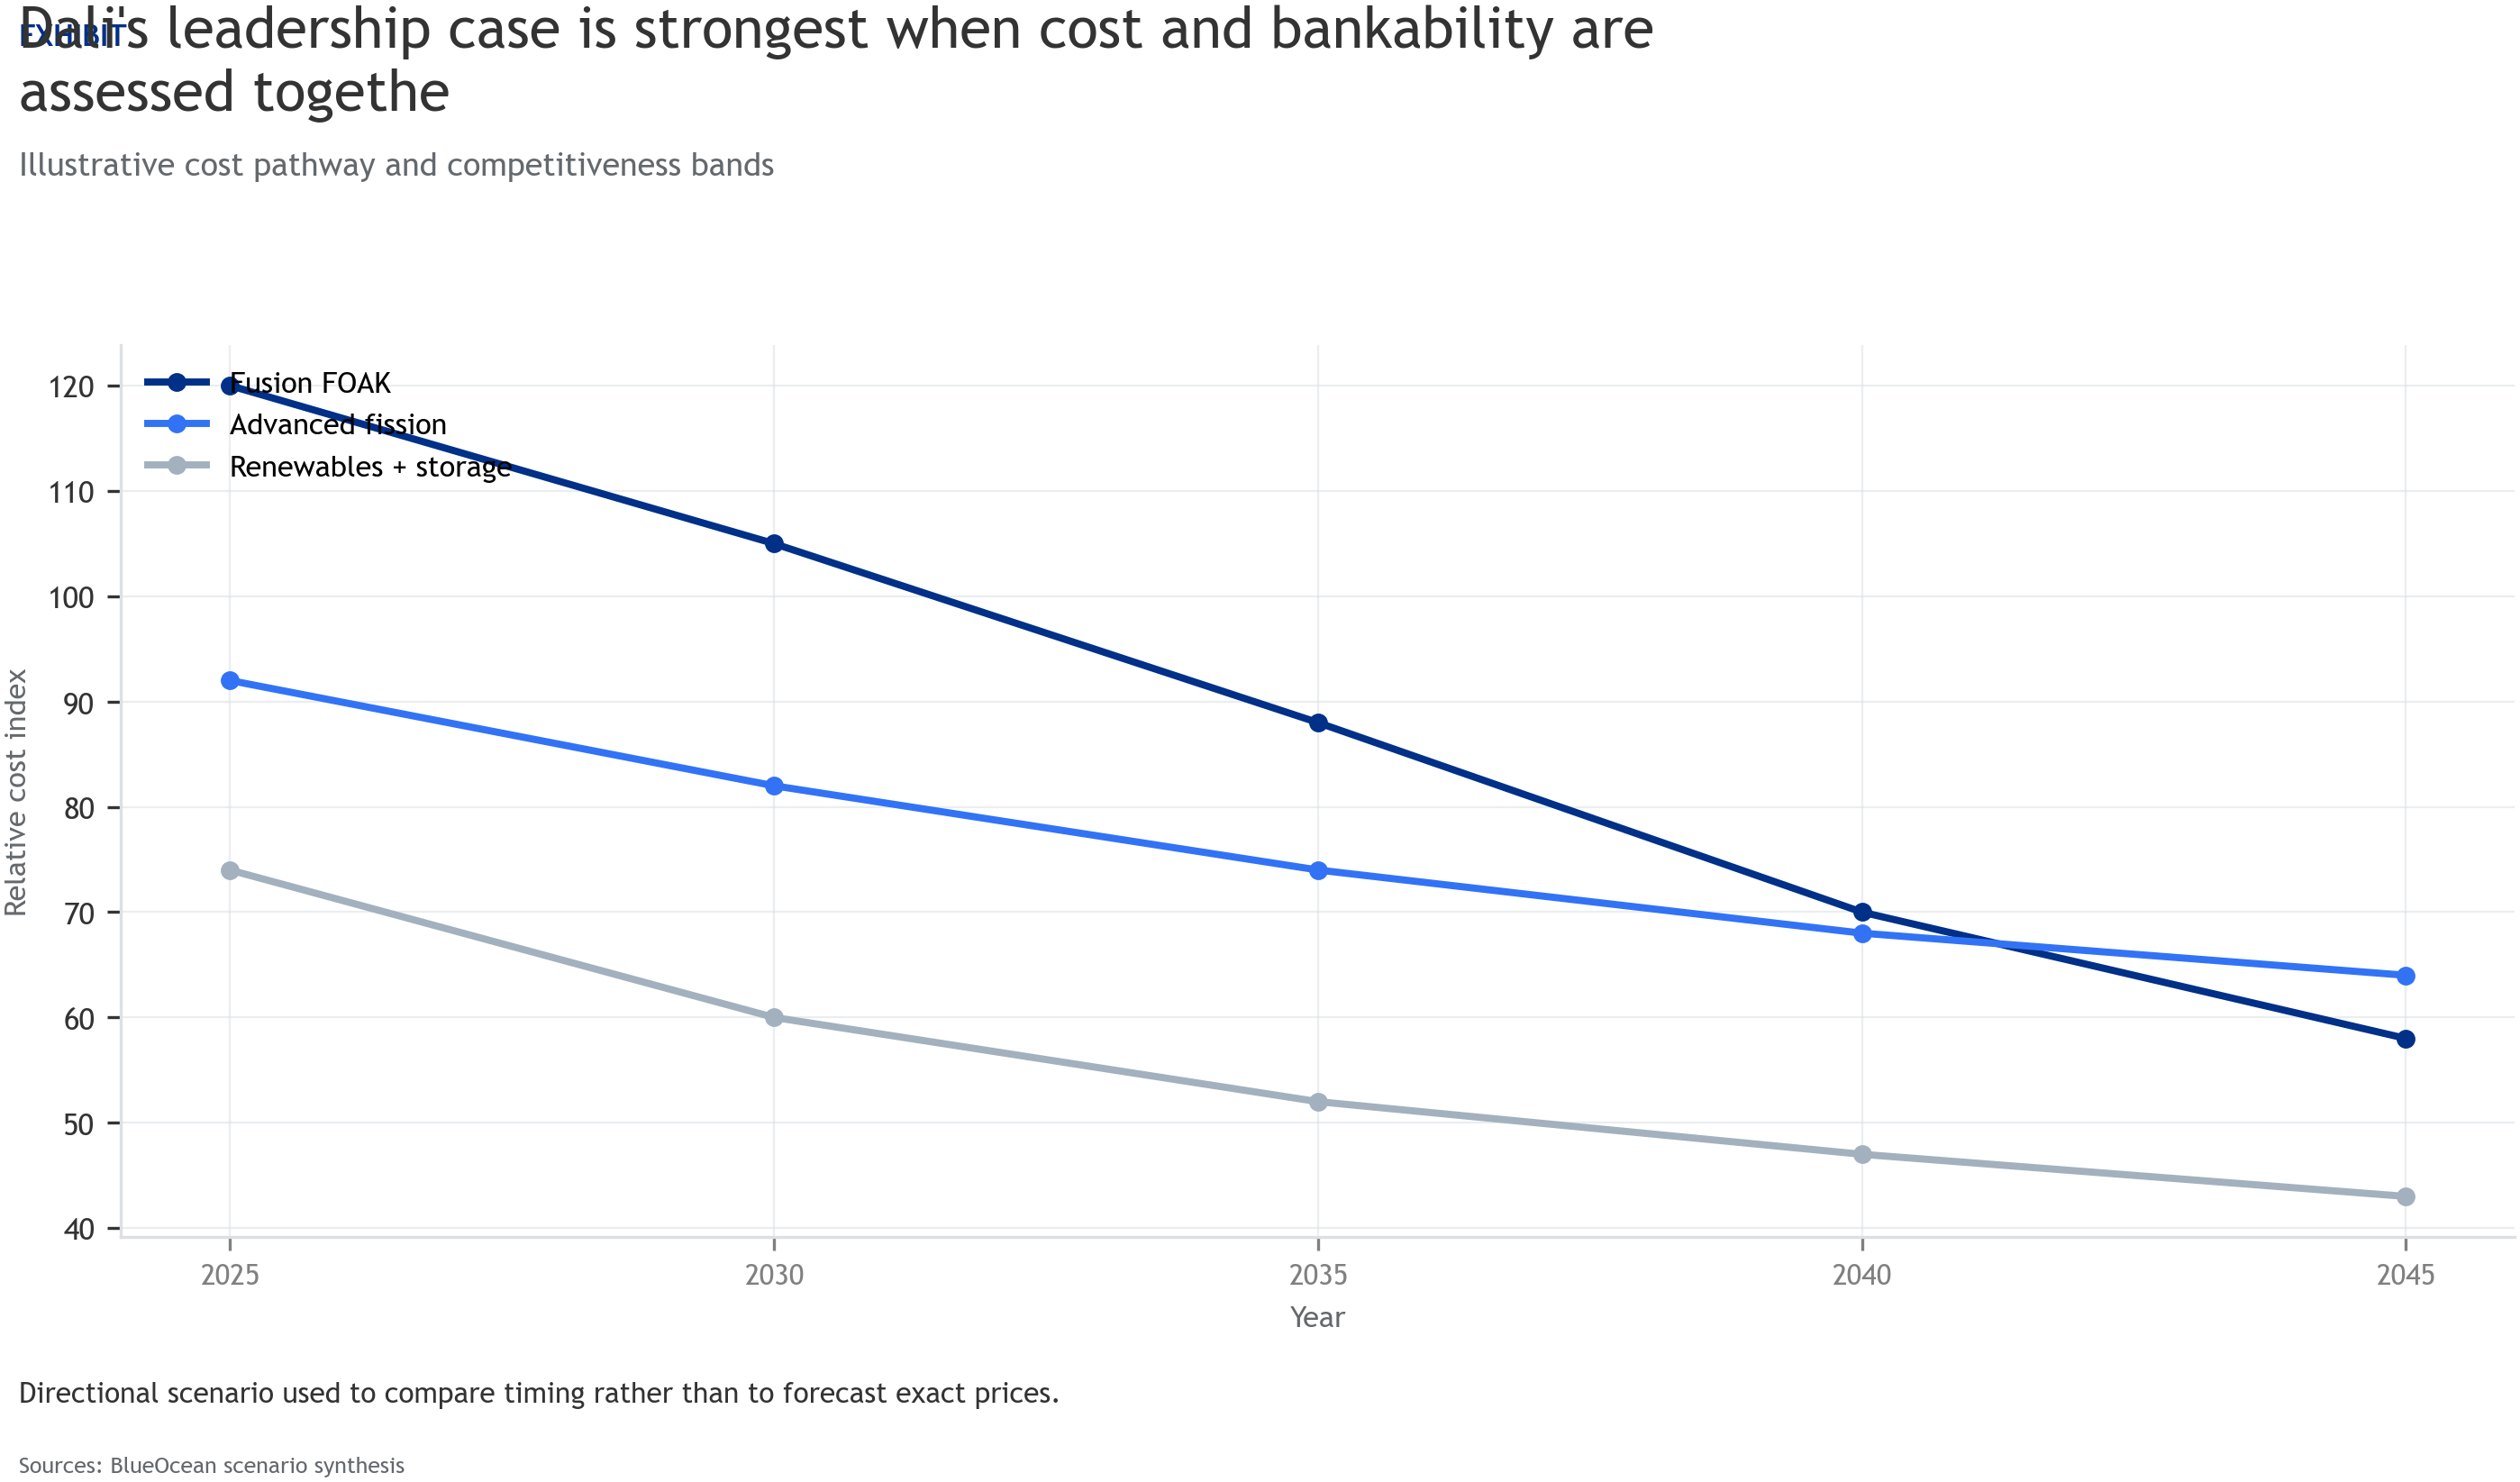 EXHIBIT
Dali's leadership case is strongest when cost and bankability are
assessed togethe
Illustrative cost pathway and competitiveness bands
Fusion FOAK
Advanced fission
Renewables + storage
120
110
100
90
80
70
60
50
40
Relative cost index
2025 2030 2035 2040 2045
Year
Directional scenario used to compare timing rather than to forecast exact prices.
Sources: BlueOcean scenario synthesis